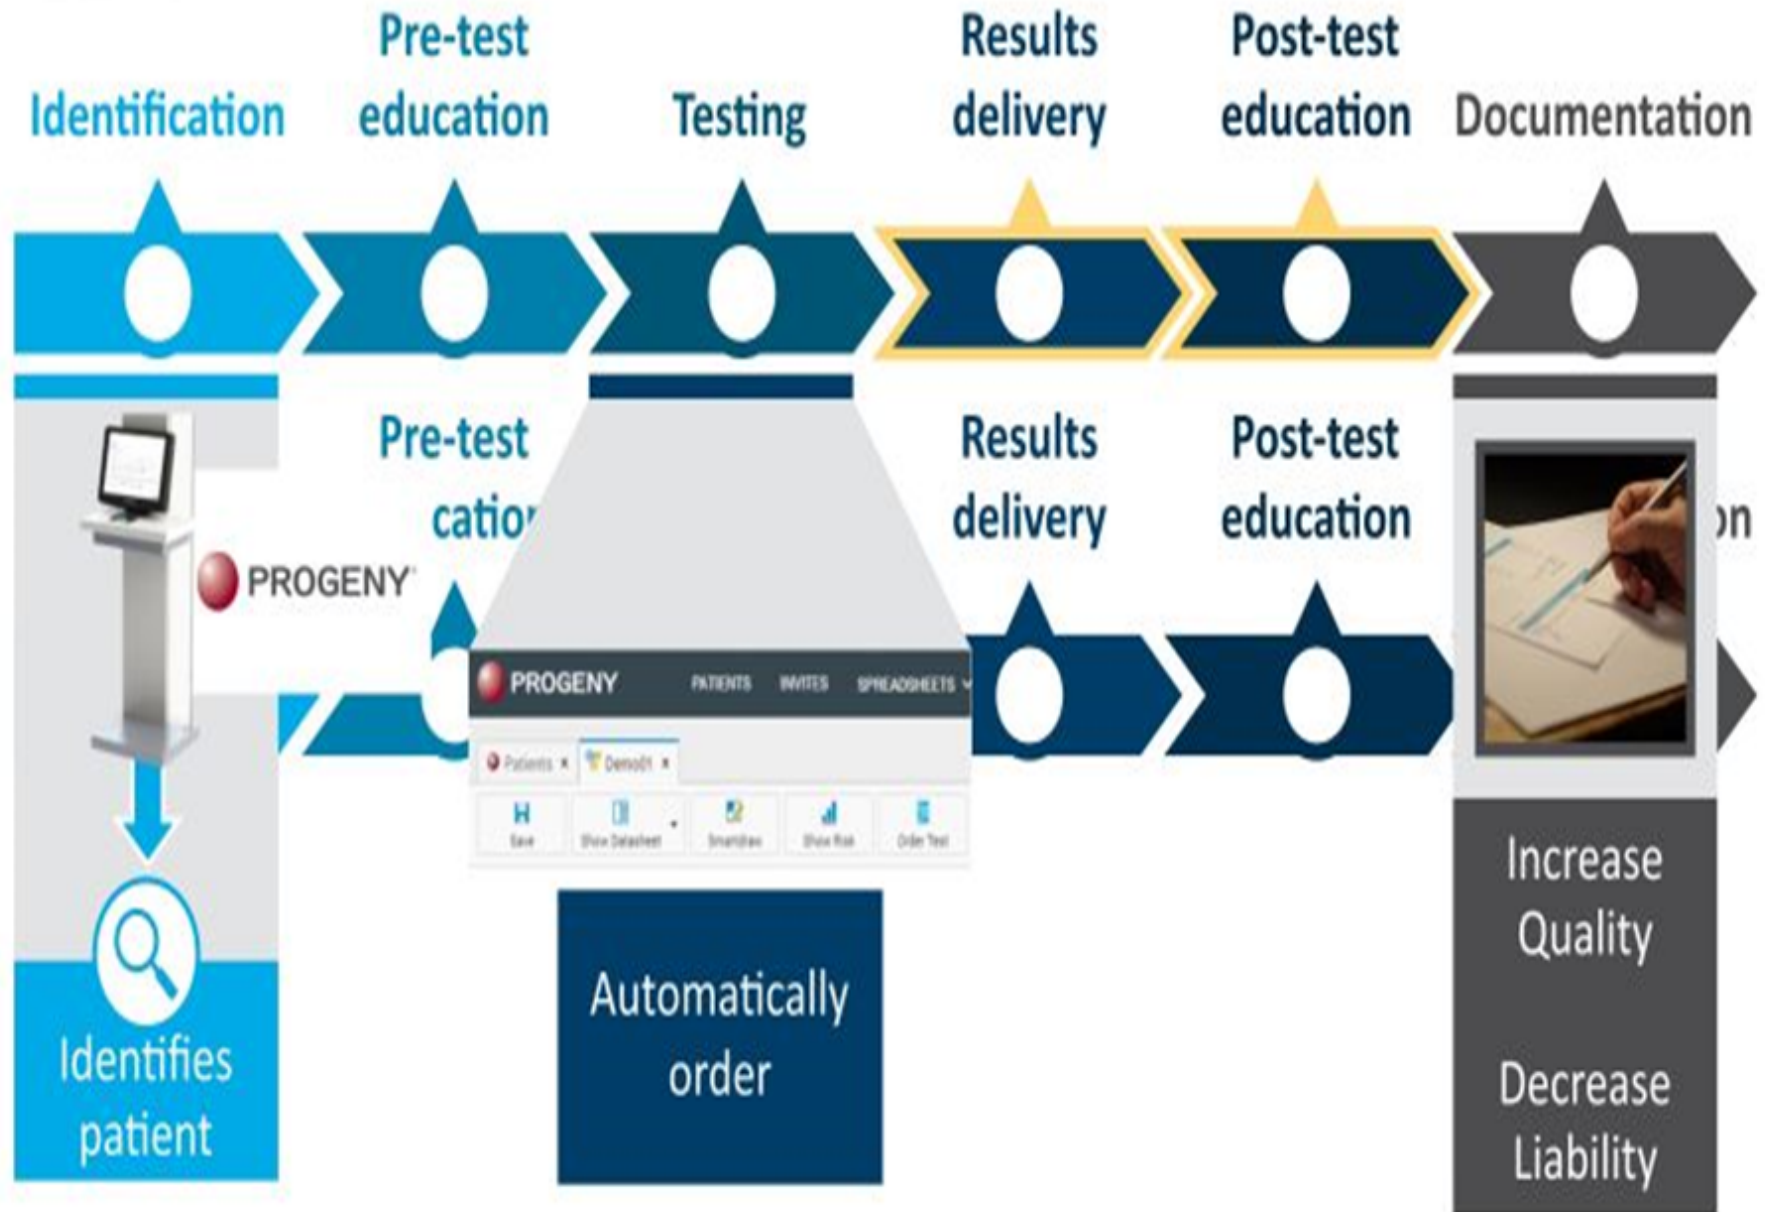 Pre-test
education
Results
delivery
Post-test
education
Identification
Testing
Documentation
Pre-test
catio
Results
delivery
Post-test
education
on
PROGENY
PROGENY
PATIENTS
INVITES
SPREADSHEETS
Patients
Demo01
Save
Show Datasheet
Smartdraw
Show Risk
Order Test
Identifies
patient
Automatically
order
Increase
Quality
Decrease
Liability